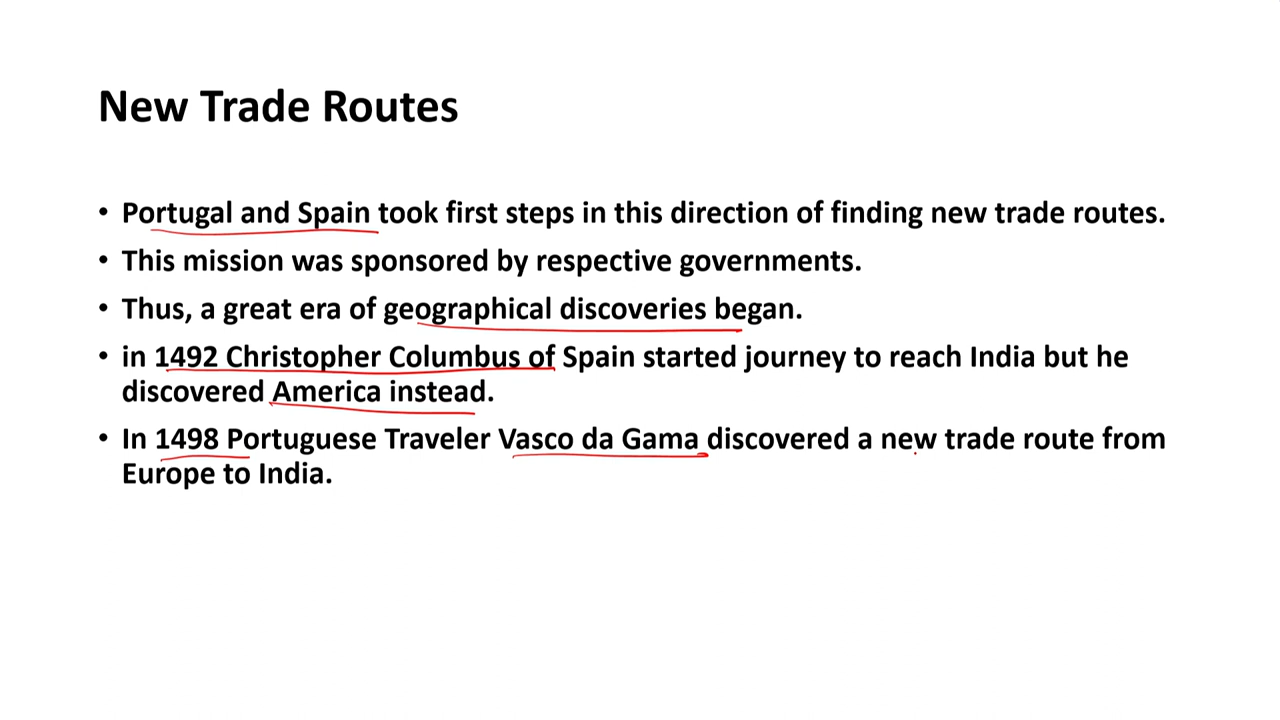 New Trade Routes
• Portugal and Spain took first steps in this direction of finding new trade routes.
• This mission was sponsored by respective governments.
• Thus, a great era of geographical discoveries began.
• in 1492 Christopher Columbus of Spain started journey to reach India but he
discovered America instead.
• In 1498 Portuguese Traveler Vasco da Gama discovered a new trade route from
Europe to India.